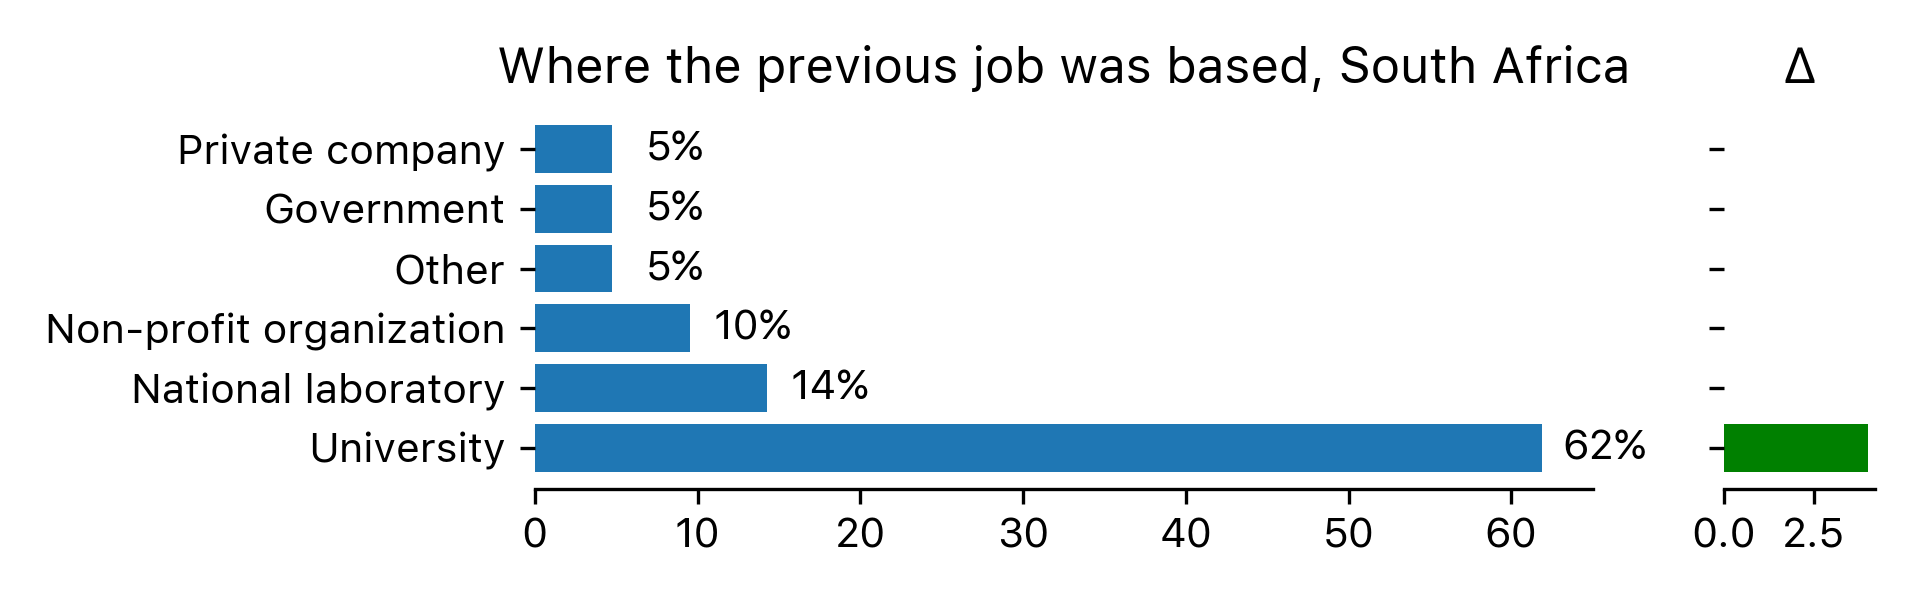 Where the previous job was based, South Africa
Δ
Private company 5%
Government 5%
Other 5%
Non-profit organization 10%
National laboratory 14%
University 62%
0 10 20 30 40 50 60
0.0 2.5